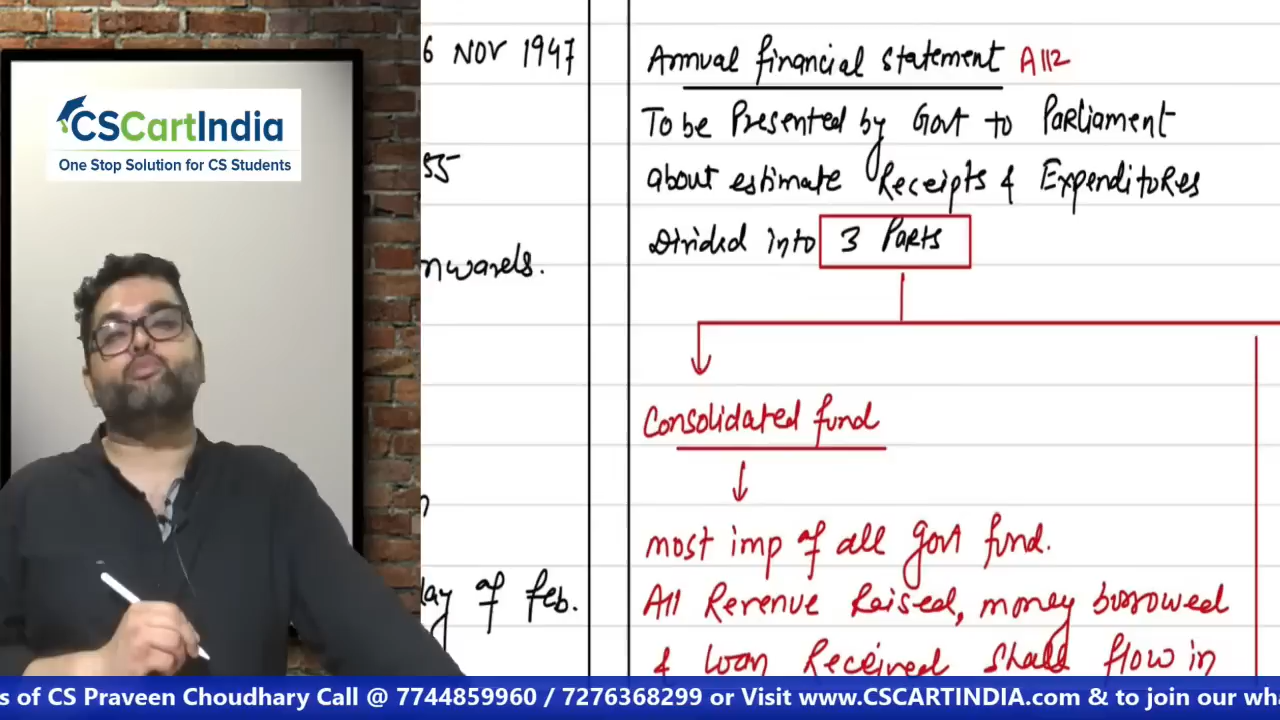 CSCartIndia
One Stop Solution for CS Students
6 NOV 1947
55
nwards.
day of feb.
Annual financial statement A112
To be Presented by Govt to Parliament
about estimate Receipts & Expenditores
Divided into 3 Parts
Consolidated fund
most imp of all govt fund.
All Revenue Raised, money borrowed
& loan Received shall flow in
s of CS Praveen Choudhary Call @ 7744859960 / 7276368299 or Visit www.CSCARTINDIA.com & to join our wh